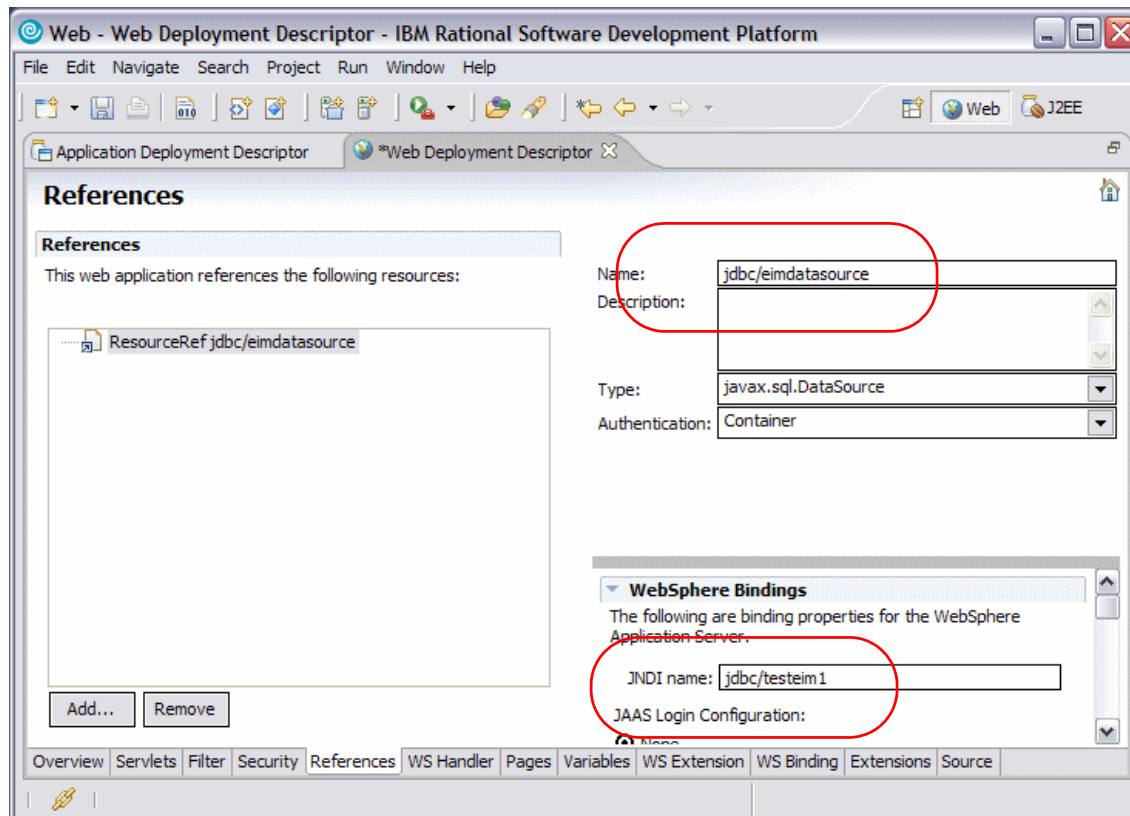 Web - Web Deployment Descriptor - IBM Rational Software Development Platform
File Edit Navigate Search Project Run Window Help
010
Web J2EE
Application Deployment Descriptor *Web Deployment Descriptor
References
References
This web application references the following resources:
ResourceRef jdbc/eimdatasource
Add... Remove
Name: jdbc/eimdatasource
Description:
Type: javax.sql.DataSource
Authentication: Container
WebSphere Bindings
The following are binding properties for the WebSphere
Application Server.
JNDI name: jdbc/testeim1
JAAS Login Configuration:
None
Overview Servlets Filter Security References WS Handler Pages Variables WS Extension WS Binding Extensions Source